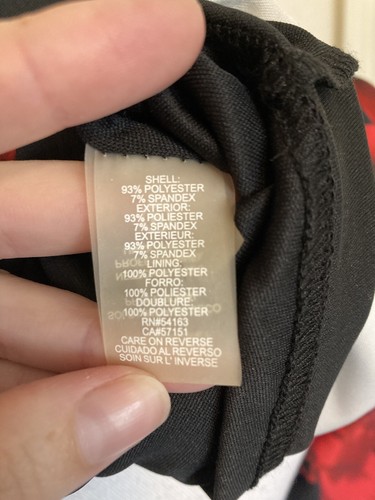 SHELL:
93% POLYESTER
7% SPANDEX
EXTERIOR:
93% POLIESTER
7% SPANDEX
EXTERIEUR:
93% POLYESTER
7% SPANDEX
LINING:
100% POLYESTER
FORRO:
100% POLIESTER
DOUBLURE:
100% POLYESTER
RN#54163
CA#57151
CARE ON REVERSE
CUIDADO AL REVERSO
SOIN SUR L' INVERSE